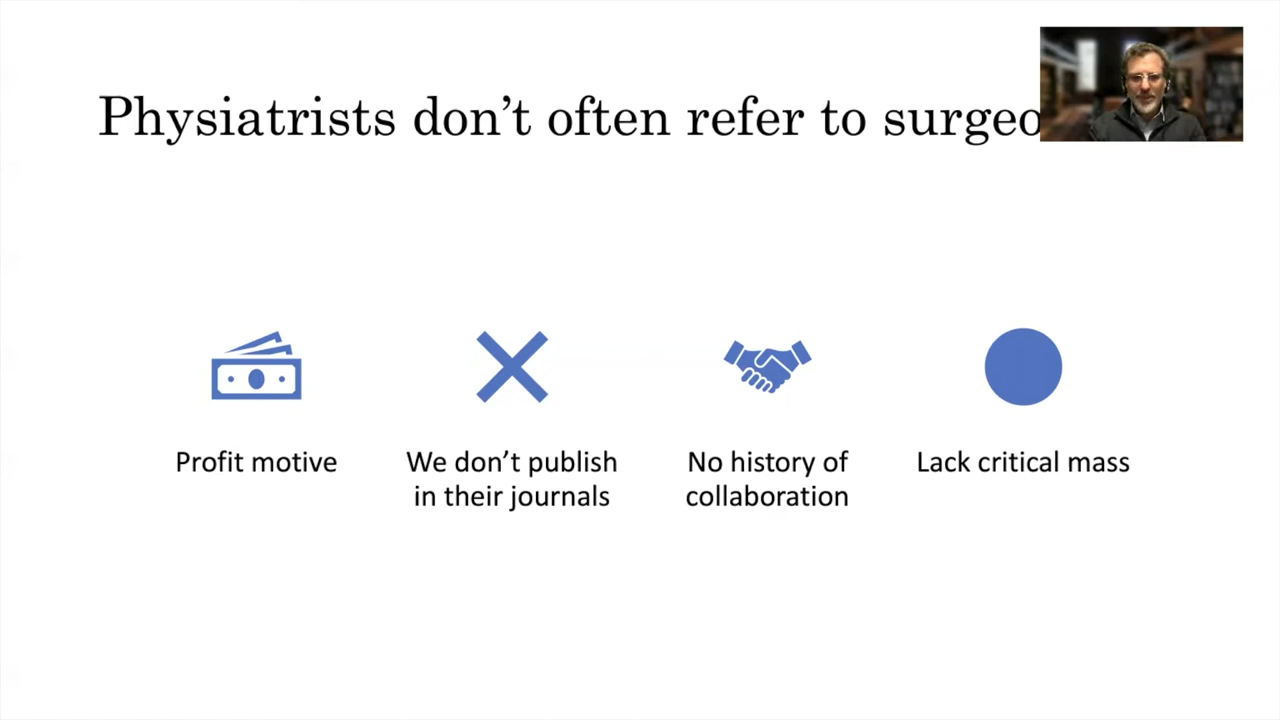 Physiatrists don't often refer to
Profit motive
We don't publish
in their journals
No history of
collaboration
Lack critical mass